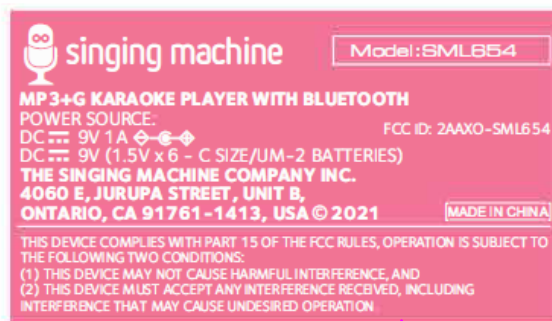 singing machine
Model:SML654
MP3+G KARAOKE PLAYER WITH BLUETOOTH
POWER SOURCE:
DC 9V 1A
FCC ID: 2AAXO-SML654
DC 9V (1.5V x 6 - C SIZE/UM-2 BATTERIES)
THE SINGING MACHINE COMPANY INC.
4060 E, JURUPA STREET, UNIT B,
ONTARIO, CA 91761-1413, USA © 2021
MADE IN CHINA
THIS DEVICE COMPLIES WITH PART 15 OF THE FCC RULES, OPERATION IS SUBJECT TO
THE FOLLOWING TWO CONDITIONS:
(1) THIS DEVICE MAY NOT CAUSE HARMFUL INTERFERENCE, AND
(2) THIS DEVICE MUST ACCEPT ANY INTERFERENCE RECEIVED, INCLUDING
INTERFERENCE THAT MAY CAUSE UNDESIRED OPERATION